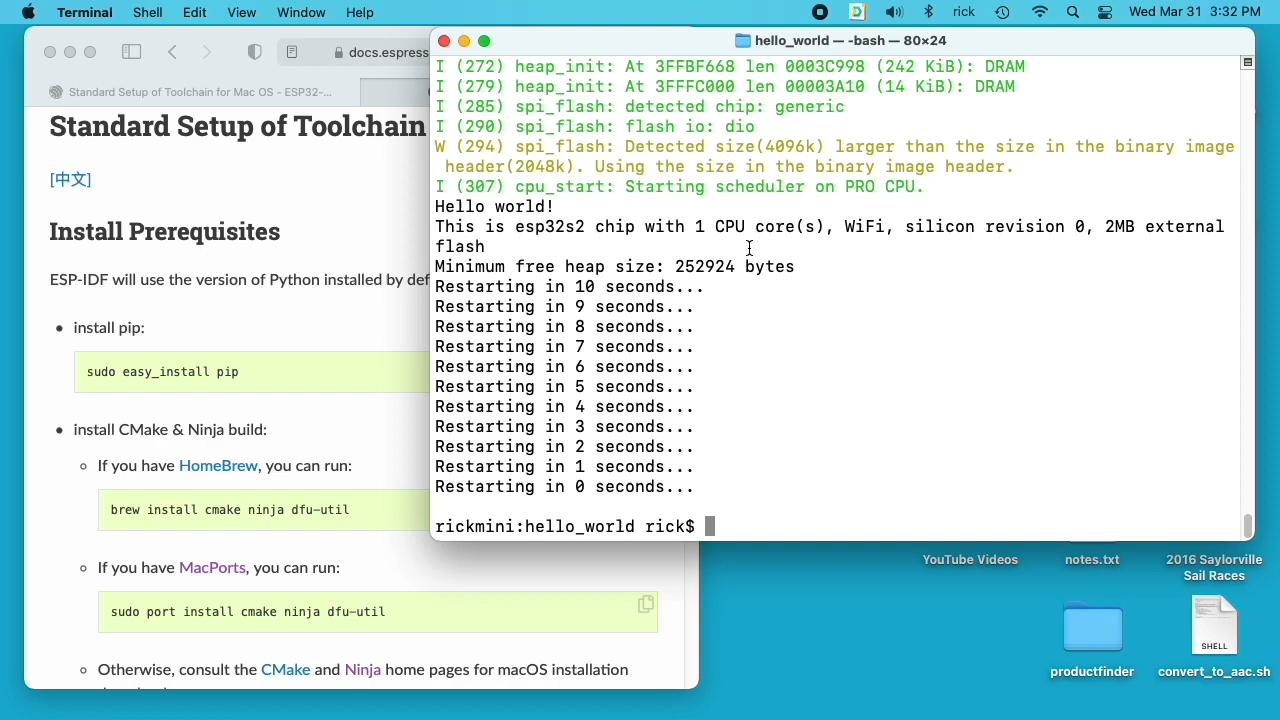 Terminal Shell Edit View Window Help rick Wed Mar 31 3:32 PM
docs.espress
Standard Setup of Toolchain for Mac OS - ESP32-...
Standard Setup of Toolchain
[中文]
Install Prerequisites
ESP-IDF will use the version of Python installed by def
install pip:
sudo easy_install pip
install CMake & Ninja build:
If you have HomeBrew, you can run:
brew install cmake ninja dfu-util
If you have MacPorts, you can run:
sudo port install cmake ninja dfu-util
Otherwise, consult the CMake and Ninja home pages for macOS installation
hello_world — -bash — 80×24
I (272) heap_init: At 3FFBF668 len 0003C998 (242 KiB): DRAM
I (279) heap_init: At 3FFFC000 len 00003A10 (14 KiB): DRAM
I (285) spi_flash: detected chip: generic
I (290) spi_flash: flash io: dio
W (294) spi_flash: Detected size(4096k) larger than the size in the binary image
header(2048k). Using the size in the binary image header.
I (307) cpu_start: Starting scheduler on PRO CPU.
Hello world!
This is esp32s2 chip with 1 CPU core(s), WiFi, silicon revision 0, 2MB external
flash
Minimum free heap size: 252924 bytes
Restarting in 10 seconds...
Restarting in 9 seconds...
Restarting in 8 seconds...
Restarting in 7 seconds...
Restarting in 6 seconds...
Restarting in 5 seconds...
Restarting in 4 seconds...
Restarting in 3 seconds...
Restarting in 2 seconds...
Restarting in 1 seconds...
Restarting in 0 seconds...
rickmini:hello_world rick$
YouTube Videos
notes.txt
2016 Saylorville
Sail Races
SHELL
productfinder
convert_to_aac.sh